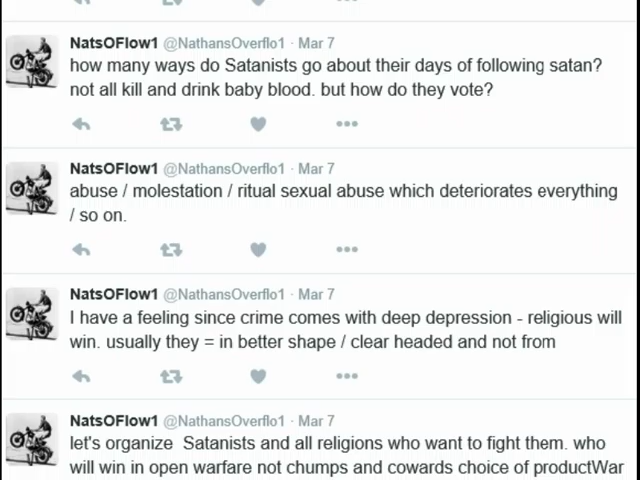 NatsOFlow1 @NathansOverflo1 · Mar 7
how many ways do Satanists go about their days of following satan?
not all kill and drink baby blood. but how do they vote?
NatsOFlow1 @NathansOverflo1 · Mar 7
abuse / molestation / ritual sexual abuse which deteriorates everything
/ so on.
NatsOFlow1 @NathansOverflo1 · Mar 7
I have a feeling since crime comes with deep depression - religious will
win. usually they = in better shape / clear headed and not from
NatsOFlow1 @NathansOverflo1 · Mar 7
let's organize  Satanists and all religions who want to fight them. who
will win in open warfare not chumps and cowards choice of productWar